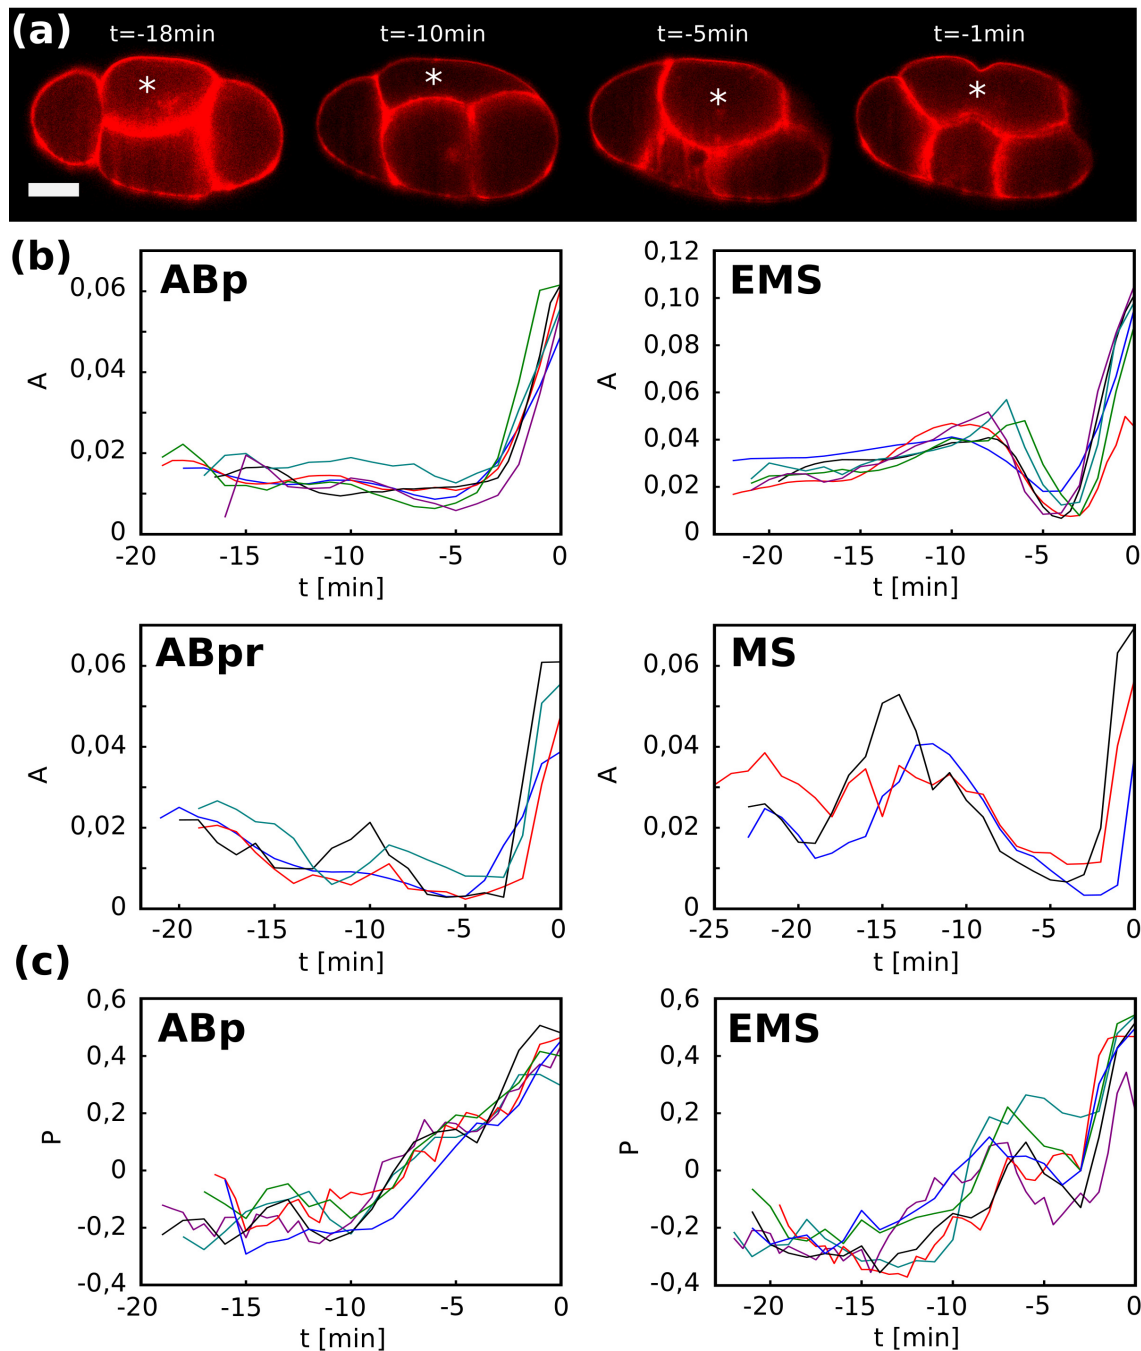 (a)
t=-18min t=-10min t=-5min t=-1min
* * * *
(b)
ABp
A
0,06
0,04
0,02
0
-20 -15 -10 -5 0
t [min]
EMS
A
0,12
0,10
0,08
0,06
0,04
0,02
0
-20 -15 -10 -5 0
t [min]
ABpr
A
0,06
0,04
0,02
0
-20 -15 -10 -5 0
t [min]
MS
A
0,06
0,04
0,02
0
-25 -20 -15 -10 -5 0
t [min]
(c)
ABp
P
0,6
0,4
0,2
0
-0,2
-0,4
-20 -15 -10 -5 0
t [min]
EMS
P
0,6
0,4
0,2
0
-0,2
-0,4
-20 -15 -10 -5 0
t [min]